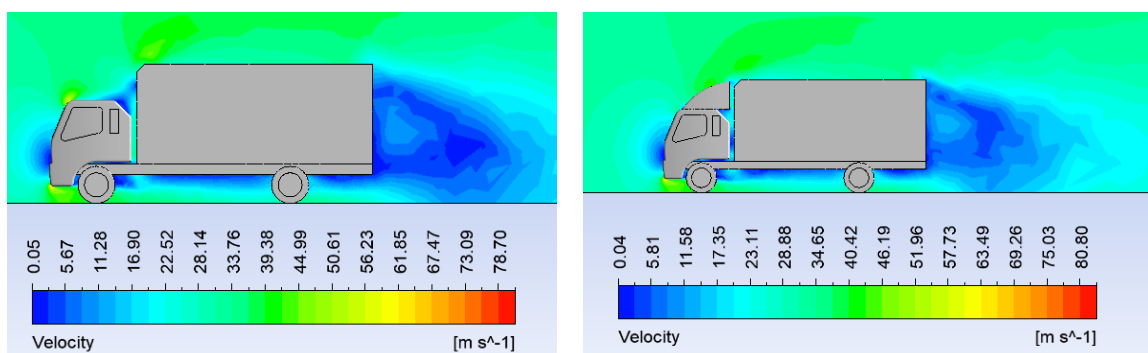 0.05 5.67 11.28 16.90 22.52 28.14 33.76 39.38 44.99 50.61 56.23 61.85 67.47 73.09 78.70
Velocity [m s^-1]
0.04 5.81 11.58 17.35 23.11 28.88 34.65 40.42 46.19 51.96 57.73 63.49 69.26 75.03 80.80
Velocity [m s^-1]